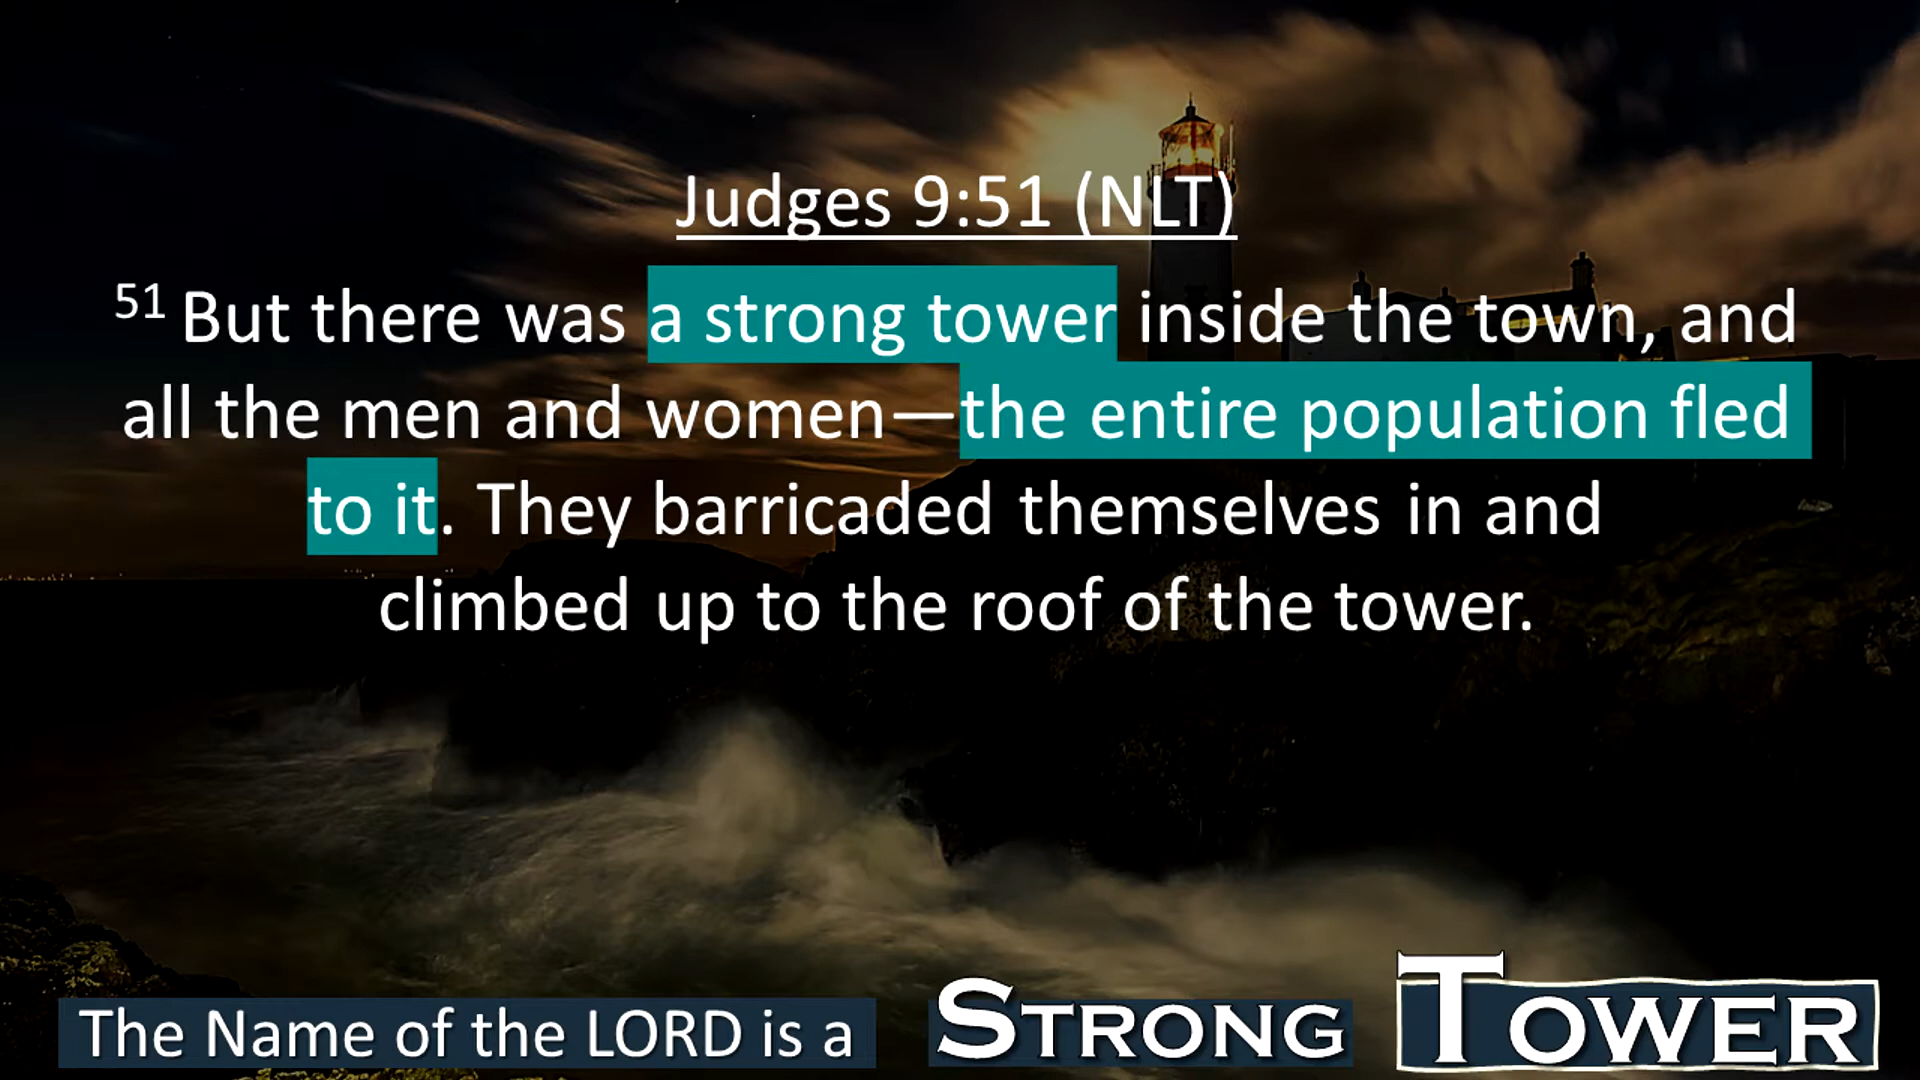 Judges 9:51 (NLT)
51 But there was a strong tower inside the town, and
all the men and women—the entire population fled
to it. They barricaded themselves in and
climbed up to the roof of the tower.
The Name of the LORD is a STRONG TOWER